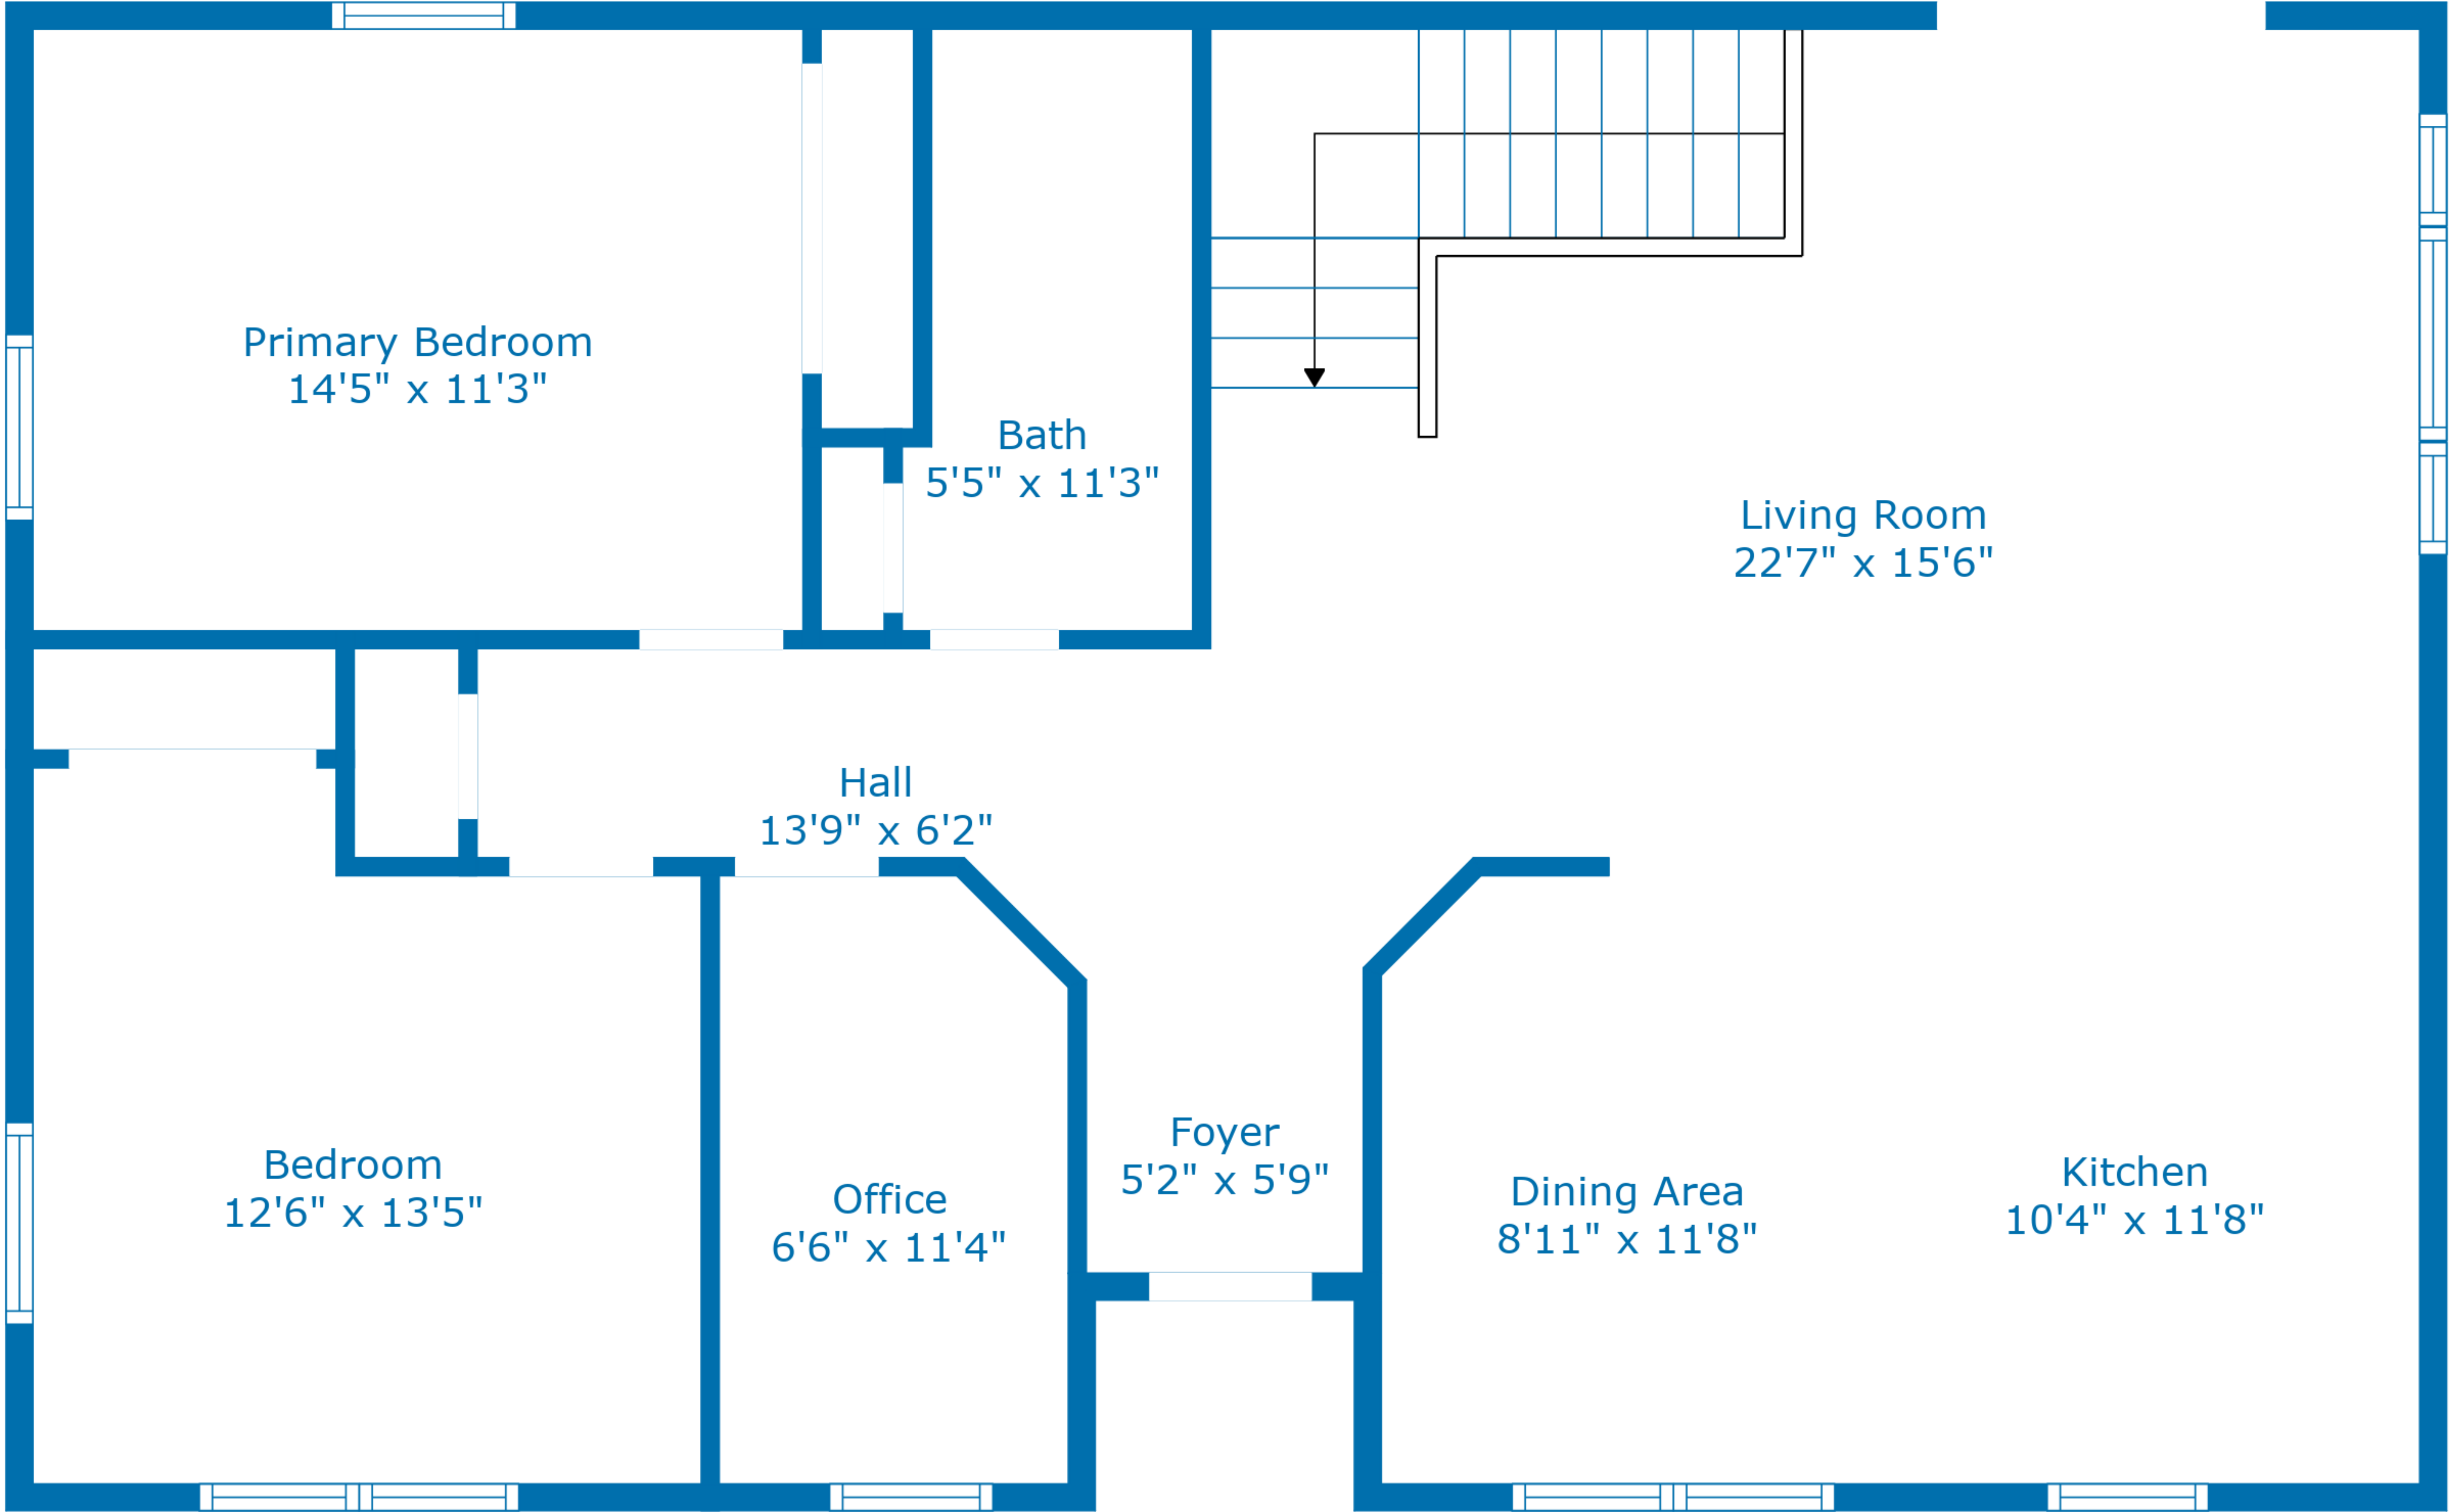 Primary Bedroom
14'5" x 11'3"
Bath
5'5" x 11'3"
Living Room
22'7" x 15'6"
Hall
13'9" x 6'2"
Bedroom
12'6" x 13'5"
Office
6'6" x 11'4"
Foyer
5'2" x 5'9"
Dining Area
8'11" x 11'8"
Kitchen
10'4" x 11'8"